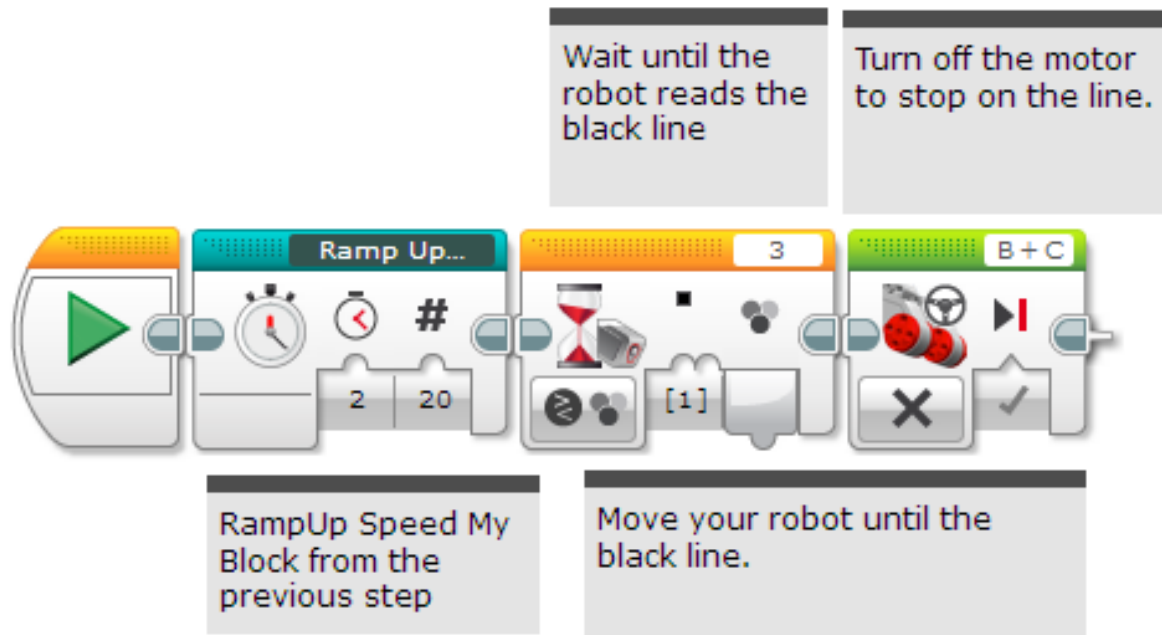 Wait until the
robot reads the
black line
Turn off the motor
to stop on the line.
Ramp Up...
3
B + C
#
2
20
[1]
RampUp Speed My
Block from the
previous step
Move your robot until the
black line.